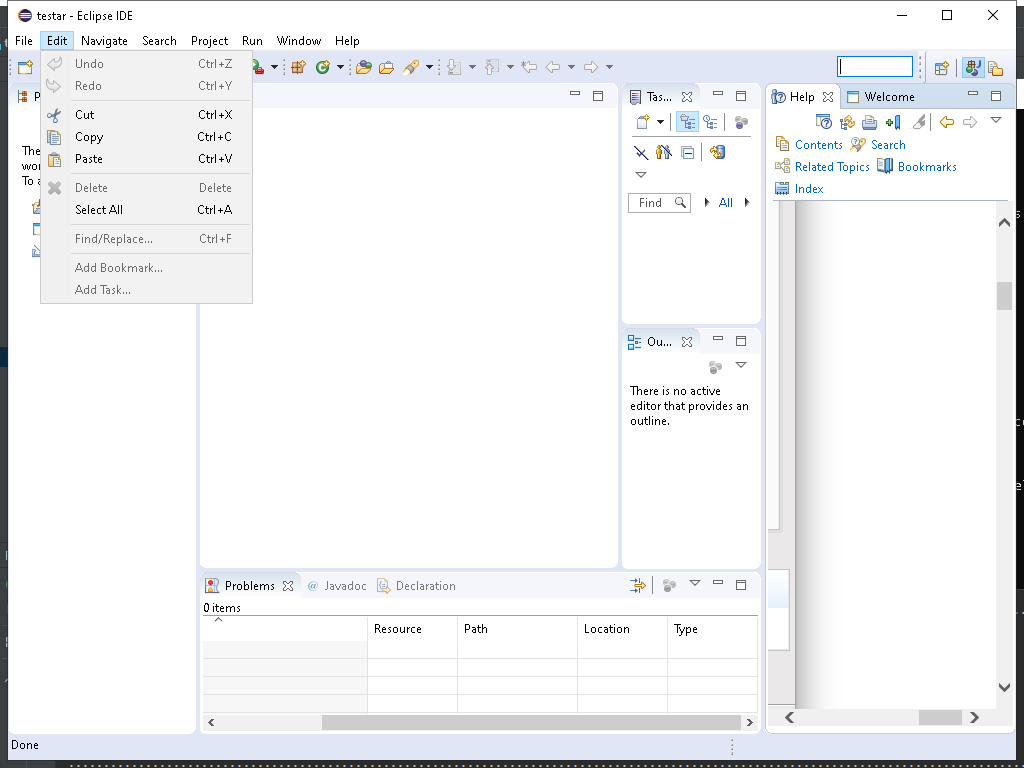 testar - Eclipse IDE
File Edit Navigate Search Project Run Window Help
Undo Ctrl+Z
Redo Ctrl+Y
Cut Ctrl+X
Copy Ctrl+C
Paste Ctrl+V
Delete Delete
Select All Ctrl+A
Find/Replace... Ctrl+F
Add Bookmark...
Add Task...
P
The
wor
To a
Tas...
Find
All
Ou...
There is no active
editor that provides an
outline.
Help Welcome
Contents Search
Related Topics Bookmarks
Index
Problems @ Javadoc Declaration
0 items
Resource Path Location Type
Done